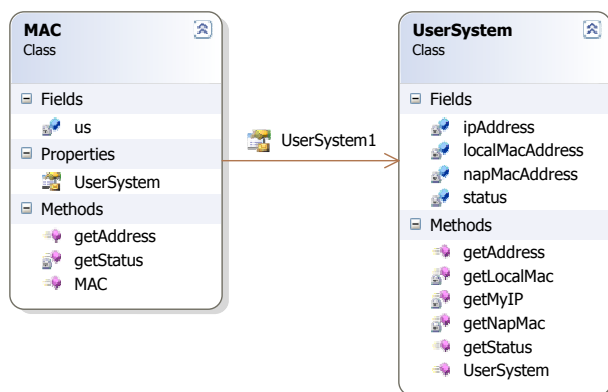 MAC
Class
Fields
us
Properties
UserSystem
Methods
getAddress
getStatus
MAC
UserSystem1
UserSystem
Class
Fields
ipAddress
localMacAddress
napMacAddress
status
Methods
getAddress
getLocalMac
getMyIP
getNapMac
getStatus
UserSystem